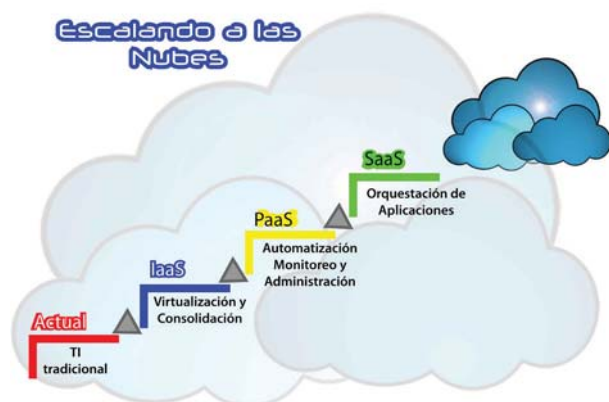 Escalando a las
Nubes
SaaS
Orquestación de
Aplicaciones
PaaS
Automatización
Monitoreo y
Administración
IaaS
Virtualización y
Consolidación
Actual
TI
tradicional